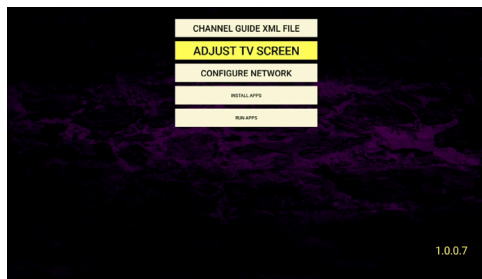 CHANNEL GUIDE XML FILE
ADJUST TV SCREEN
CONFIGURE NETWORK
INSTALL APPS
RUN APPS
1.0.0.7